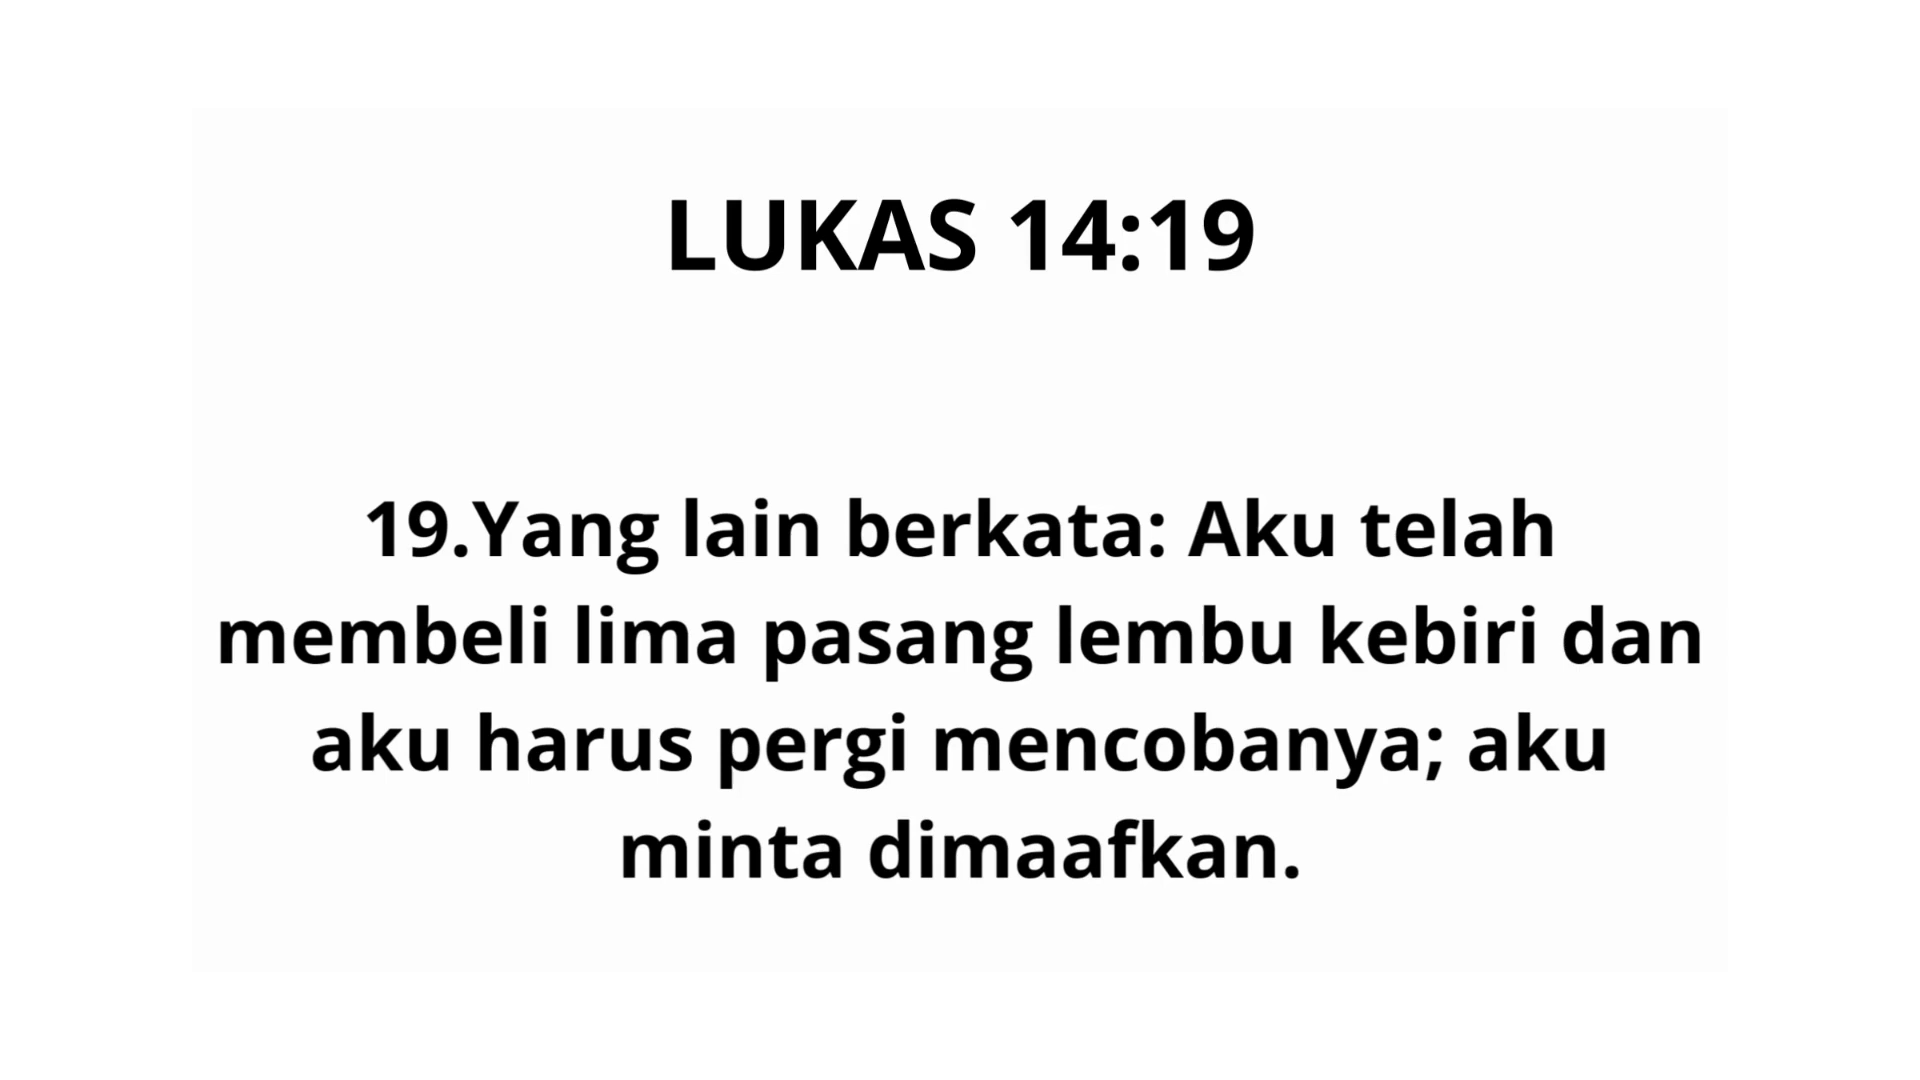 LUKAS 14:19
19.Yang lain berkata: Aku telah
membeli lima pasang lembu kebiri dan
aku harus pergi mencobanya; aku
minta dimaafkan.